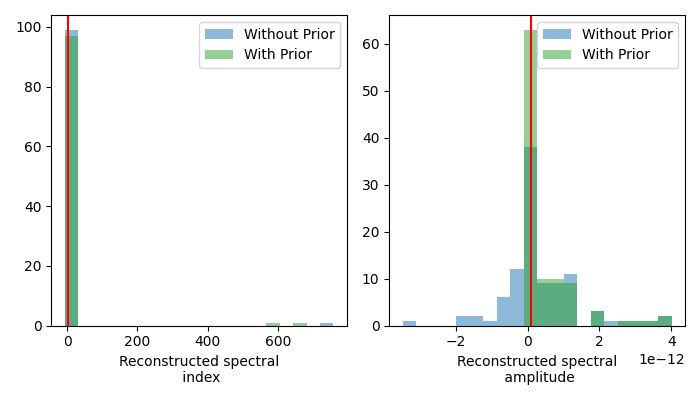 100
80
60
40
20
0
0
200
400
600
Without Prior
With Prior
Reconstructed spectral
index
60
50
40
30
20
10
0
−2
0
2
4
1e−12
Without Prior
With Prior
Reconstructed spectral
amplitude